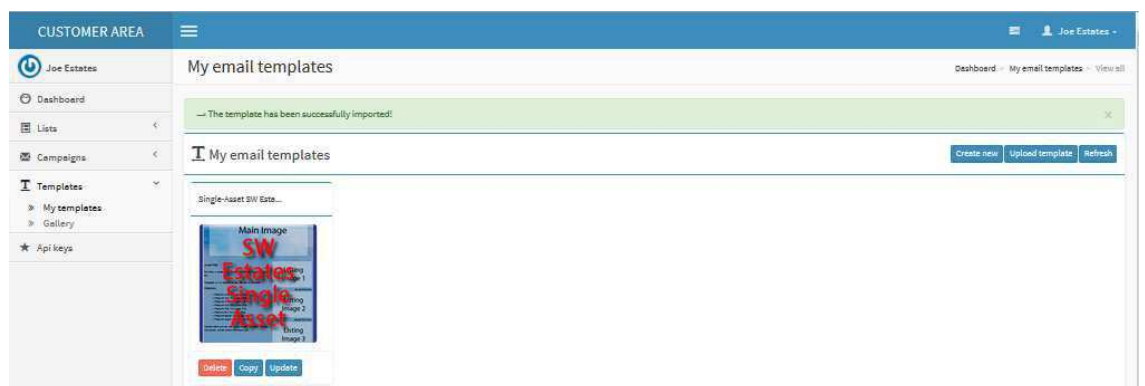 CUSTOMER AREA
Joe Estates
Joe Estates
My email templates
Dashboard
My email templates
View all
Dashboard
Lists
Campaigns
Templates
My templates
Gallery
Api keys
The template has been successfully imported!
×
My email templates
Create new
Upload template
Refresh
Single-Asset SW Esta...
Main Image
SW
Estates
Single
Asset
Image 1
Image 2
Image 3
Delete
Copy
Update